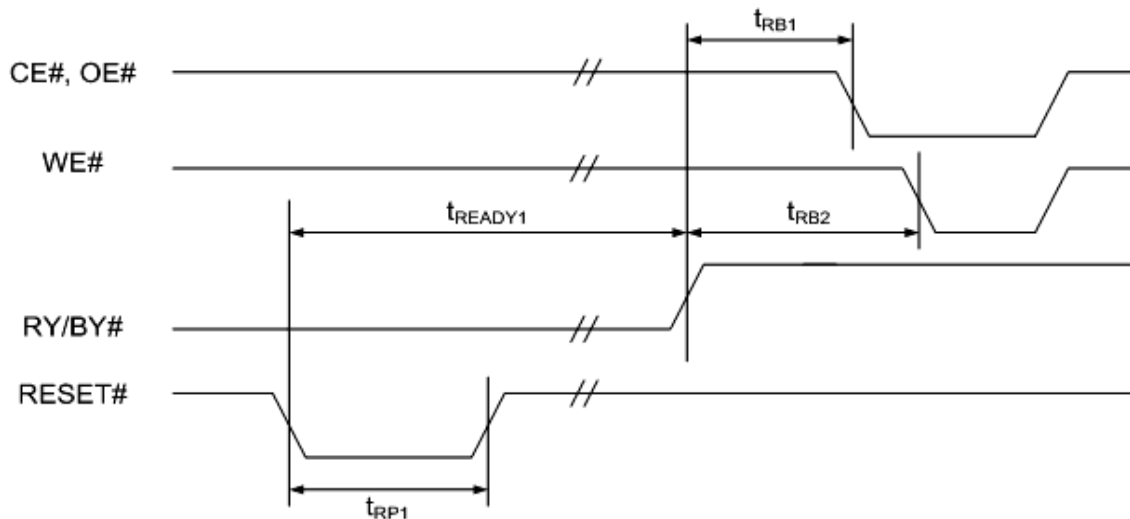 tRB1
CE#, OE#
WE#
tREADY1
tRB2
RY/BY#
RESET#
tRP1